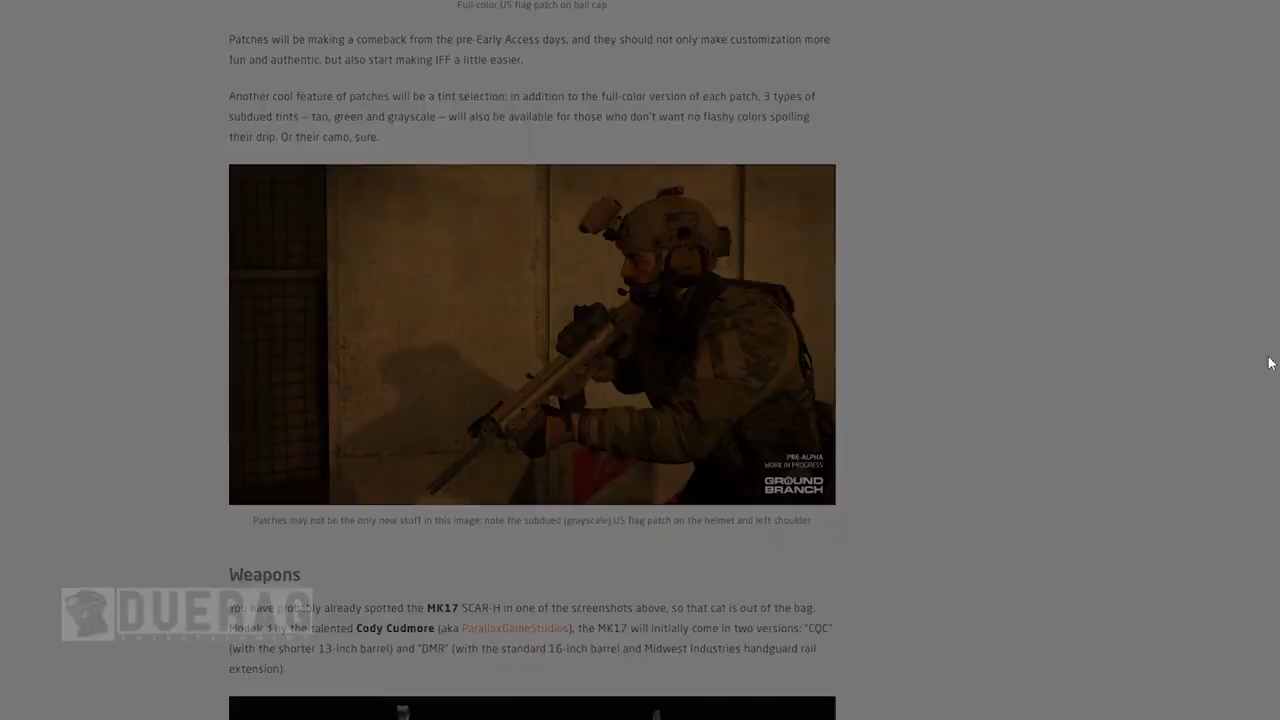 Full-color US flag patch on ball cap
Patches will be making a comeback from the pre-Early Access days, and they should not only make customization more
fun and authentic, but also start making IFF a little easier.
Another cool feature of patches will be a tint selection: in addition to the full-color version of each patch, 3 types of
subdued tints — tan, green and grayscale — will also be available for those who don't want no flashy colors spoiling
their drip. Or their camo, sure.
PRE-ALPHA
WORK IN PROGRESS
GROUND
BRANCH
Patches may not be the only new stuff in this image: note the subdued (grayscale) US flag patch on the helmet and left shoulder
Weapons
You have probably already spotted the MK17 SCAR-H in one of the screenshots above, so that cat is out of the bag.
Modeled by the talented Cody Cudmore (aka ParallaxGameStudios), the MK17 will initially come in two versions: "CQC"
(with the shorter 13-inch barrel) and "DMR" (with the standard 16-inch barrel and Midwest Industries handguard rail
extension).
DUERAG
ENTERTAINMENT